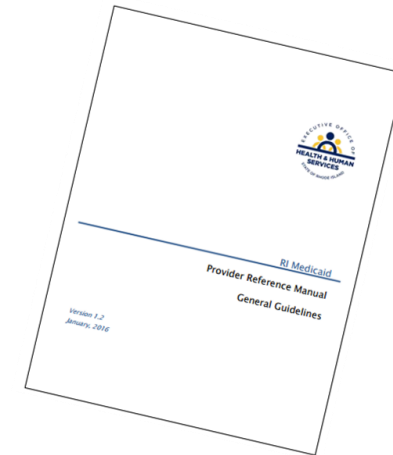 EXECUTIVE OFFICE OF
HEALTH & HUMAN
SERVICES
STATE OF RHODE ISLAND
RI Medicaid
Provider Reference Manual
General Guidelines
Version 1.2
January, 2016